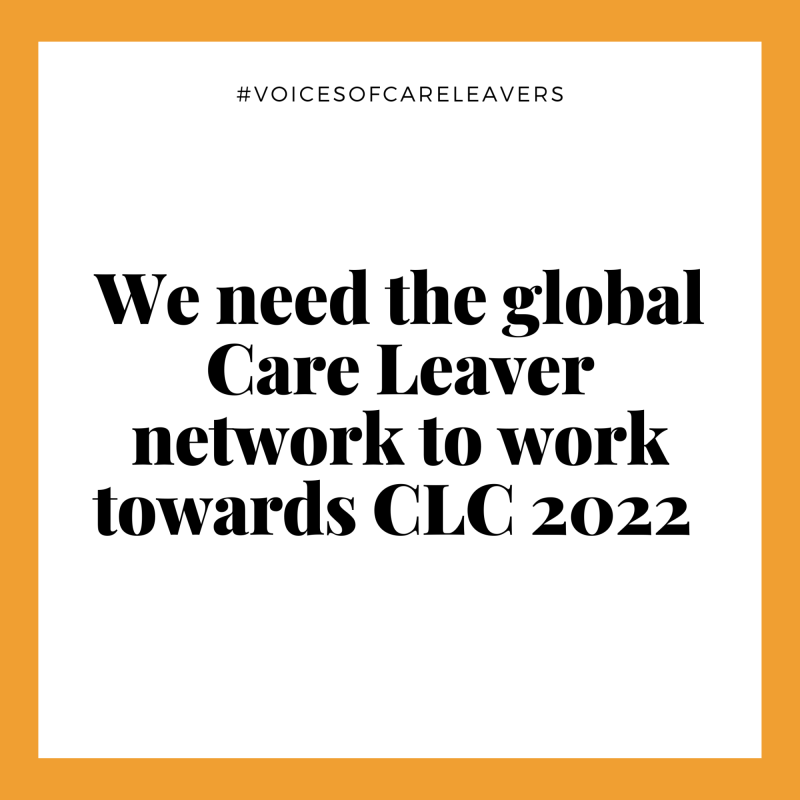 #VOICESOFCARELEAVERS
We need the global
Care Leaver
network to work
towards CLC 2022